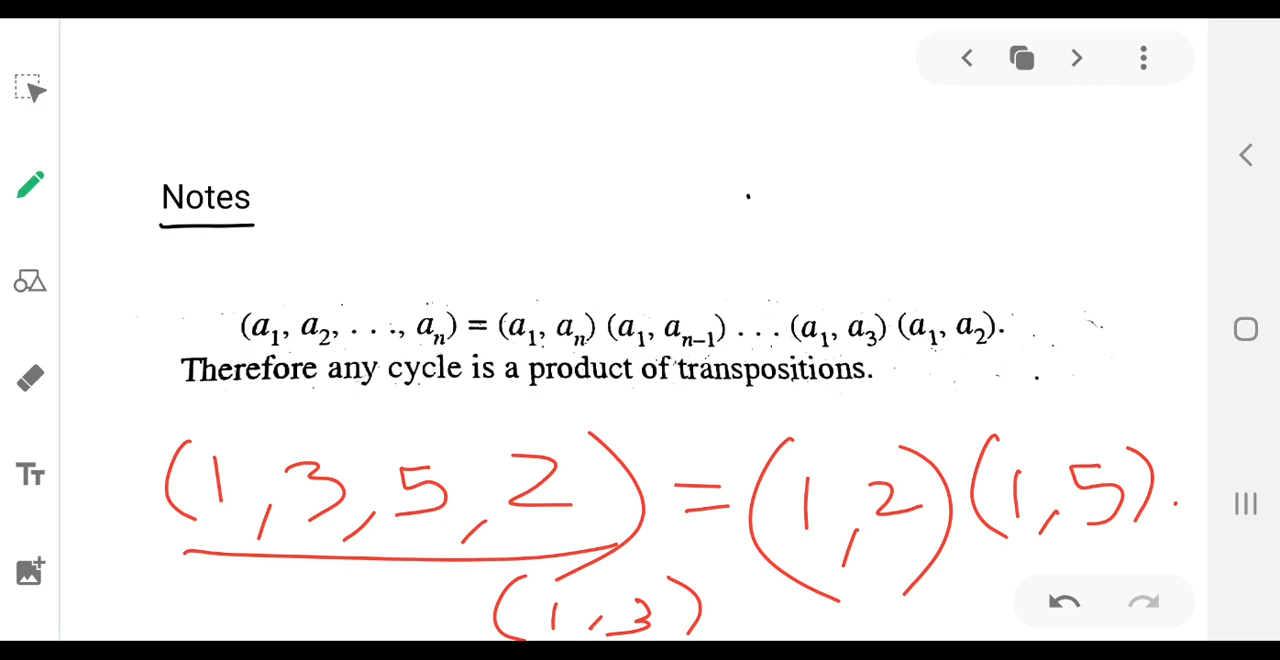 Notes
(a₁, a₂, . . ., aₙ) = (a₁, aₙ) (a₁, aₙ₋₁) . . . (a₁, a₃) (a₁, a₂).
Therefore any cycle is a product of transpositions.
(1,3,5,2) = (1,2)(1,5).
(1,3)